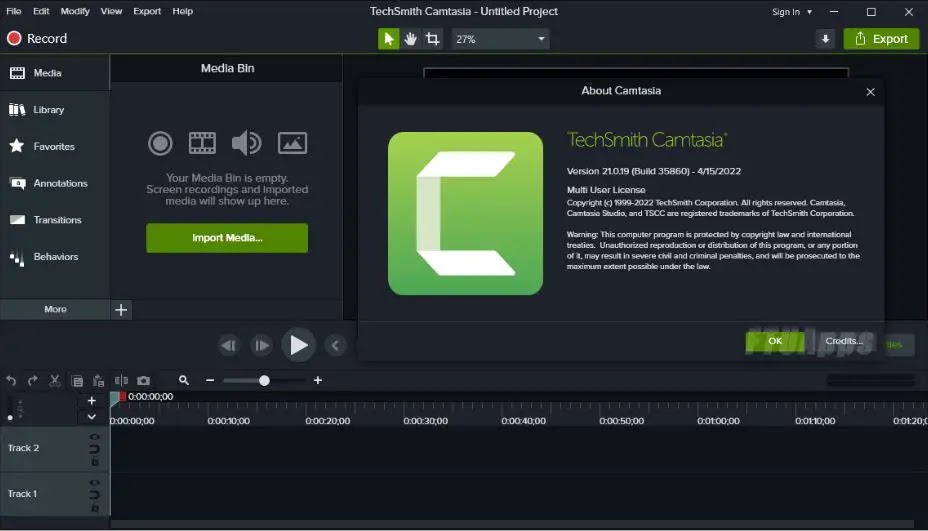 File Edit Modify View Export Help
TechSmith Camtasia - Untitled Project
Sign In
Record
27%
Export
Media
Library
Favorites
Annotations
Transitions
Behaviors
More
Media Bin
Your Media Bin is empty.
Screen recordings and imported
media will show up here.
Import Media...
About Camtasia
TechSmith Camtasia®
Version 21.0.19 (Build 35860) - 4/15/2022
Multi User License
Copyright (c) 1999-2022 TechSmith Corporation. All rights reserved. Camtasia,
Camtasia Studio, and TSCC are registered trademarks of TechSmith Corporation.
Warning: This computer program is protected by copyright law and international
treaties. Unauthorized reproduction or distribution of this program, or any portion
of it, may result in severe civil and criminal penalties, and will be prosecuted to the
maximum extent possible under the law.
OK
Credits...
0:00:00;00
0:00:00;00 0:00:10;00 0:00:20;00 0:00:30;00 0:00:40;00 0:00:50;00 0:01:00;00 0:01:10;00 0:01:20;0
Track 2
Track 1